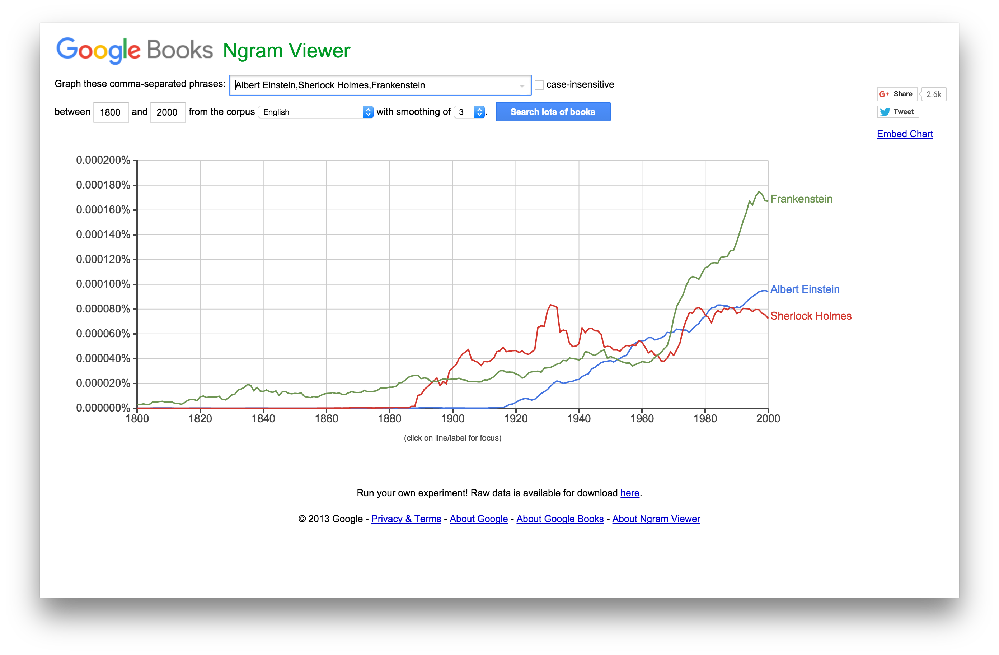 Google Books Ngram Viewer
Graph these comma-separated phrases: Albert Einstein,Sherlock Holmes,Frankenstein case-insensitive
between 1800 and 2000 from the corpus English with smoothing of 3 . Search lots of books
G+ Share 2.6k
Tweet
Embed Chart
0.000200%
0.000180%
0.000160%
0.000140%
0.000120%
0.000100%
0.000080%
0.000060%
0.000040%
0.000020%
0.000000%
Frankenstein
Albert Einstein
Sherlock Holmes
1800 1820 1840 1860 1880 1900 1920 1940 1960 1980 2000
(click on line/label for focus)
Run your own experiment! Raw data is available for download here.
© 2013 Google - Privacy & Terms - About Google - About Google Books - About Ngram Viewer